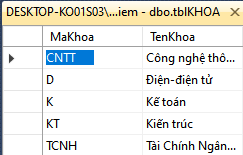 DESKTOP-KO01S03\...iem - dbo.tblKHOA
MaKhoa TenKhoa
CNTT Công nghệ thô...
D Điện-điện tử
K Kế toán
KT Kiến trúc
TCNH Tài Chính Ngân...